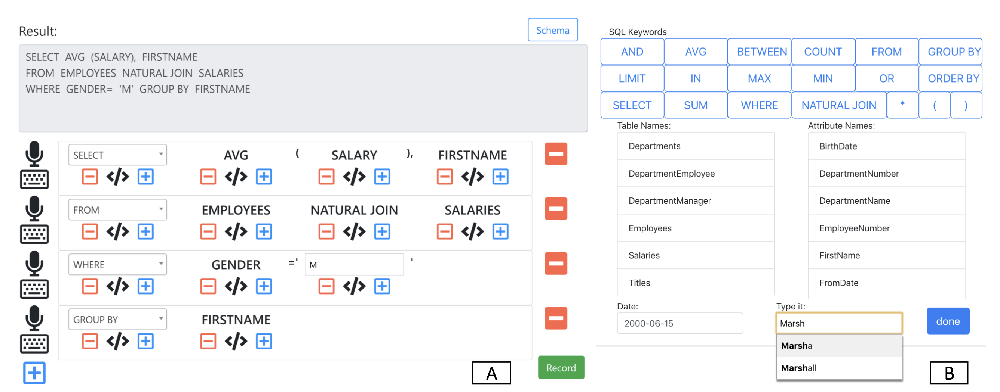 Result:
Schema
SELECT AVG (SALARY), FIRSTNAME
FROM EMPLOYEES NATURAL JOIN SALARIES
WHERE GENDER= 'M' GROUP BY FIRSTNAME
SELECT AVG ( SALARY ), FIRSTNAME
</>  </>  </>  </>
FROM EMPLOYEES NATURAL JOIN SALARIES
</>  </>  </>  </>
WHERE GENDER =' M '
</>  </>  </>
GROUP BY FIRSTNAME
</>  </>
Record
A
SQL Keywords
AND AVG BETWEEN COUNT FROM GROUP BY
LIMIT IN MAX MIN OR ORDER BY
SELECT SUM WHERE NATURAL JOIN * ( )
Table Names:
Departments
DepartmentEmployee
DepartmentManager
Employees
Salaries
Titles
Attribute Names:
BirthDate
DepartmentNumber
DepartmentName
EmployeeNumber
FirstName
FromDate
Date:
2000-06-15
Type it:
Marsh
Marsha
Marshall
done
B